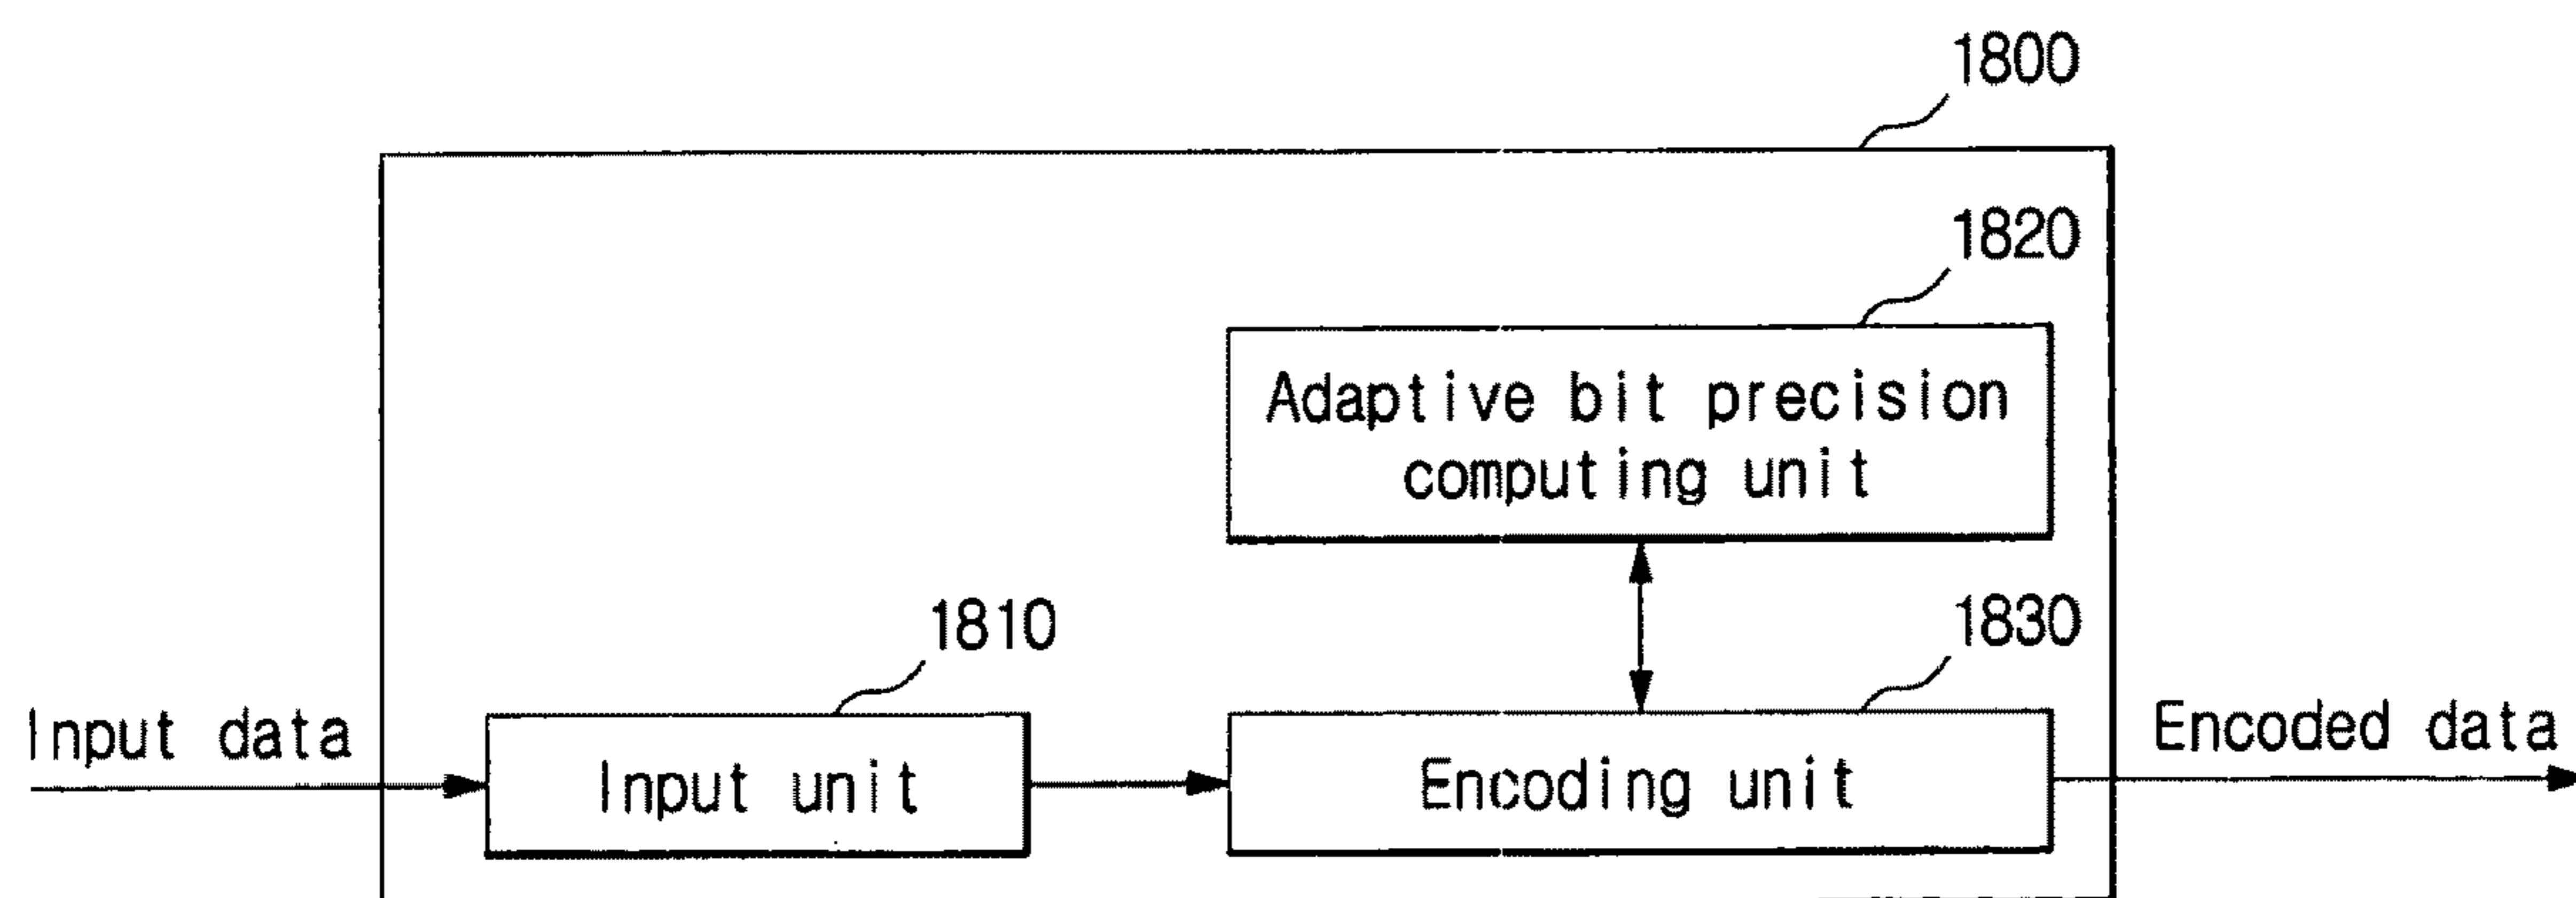 1800
1820
Adaptive bit precision
computing unit
1810
1830
Input data
Input unit
Encoding unit
Encoded data